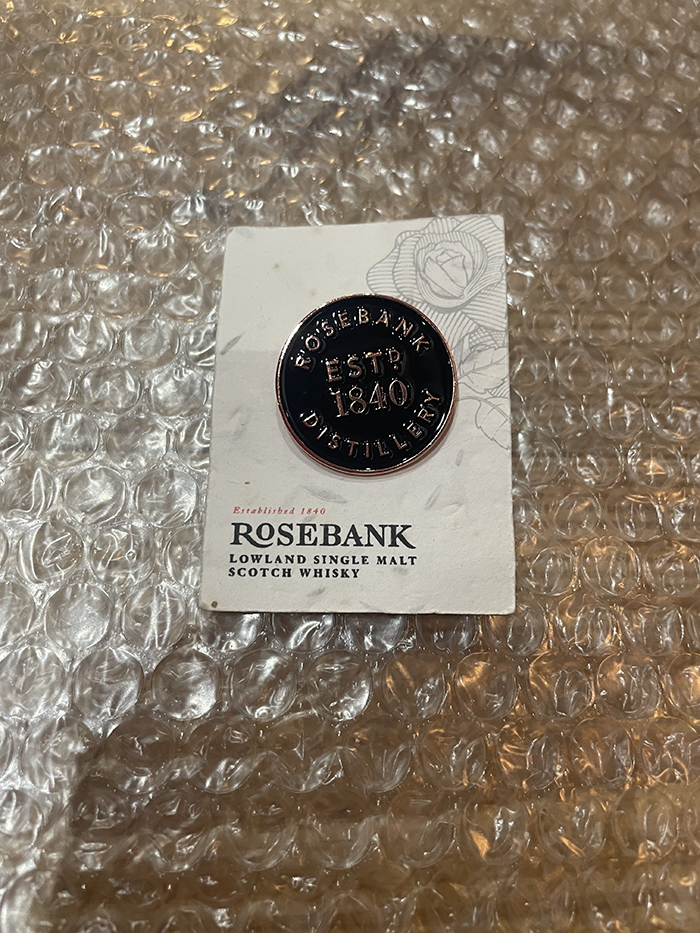 ROSEBANK
ESTD
1840
DISTILLERY
Established 1840
ROSEBANK
LOWLAND SINGLE MALT
SCOTCH WHISKY